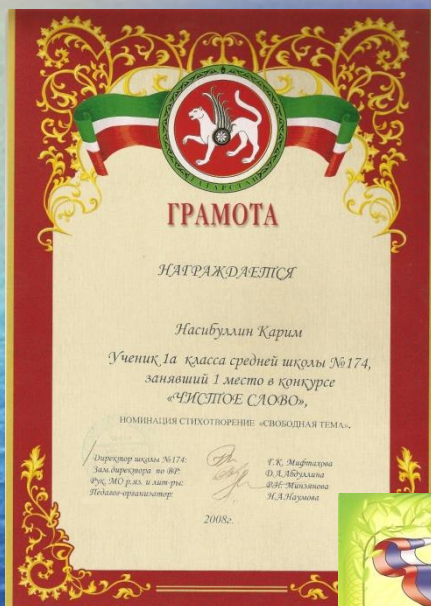 ТАТАРСТАН
ГРАМОТА
НАГРАЖДАЕТСЯ
Насибуллин Карим
Ученик 1а класса средней школы №174,
занявший 1 место в конкурсе
«ЧИСТОЕ СЛОВО»,
НОМИНАЦИЯ СТИХОТВОРЕНИЕ «СВОБОДНАЯ ТЕМА».
Директор школы №174: Г.К. Мифтахова
Зам.директора по ВР: Д.А.Абдуллина
Рук. МО р.яз. и лит-ры: Р.Н. Минзянова
Педагог-организатор: Н.А.Наумова
2008г.